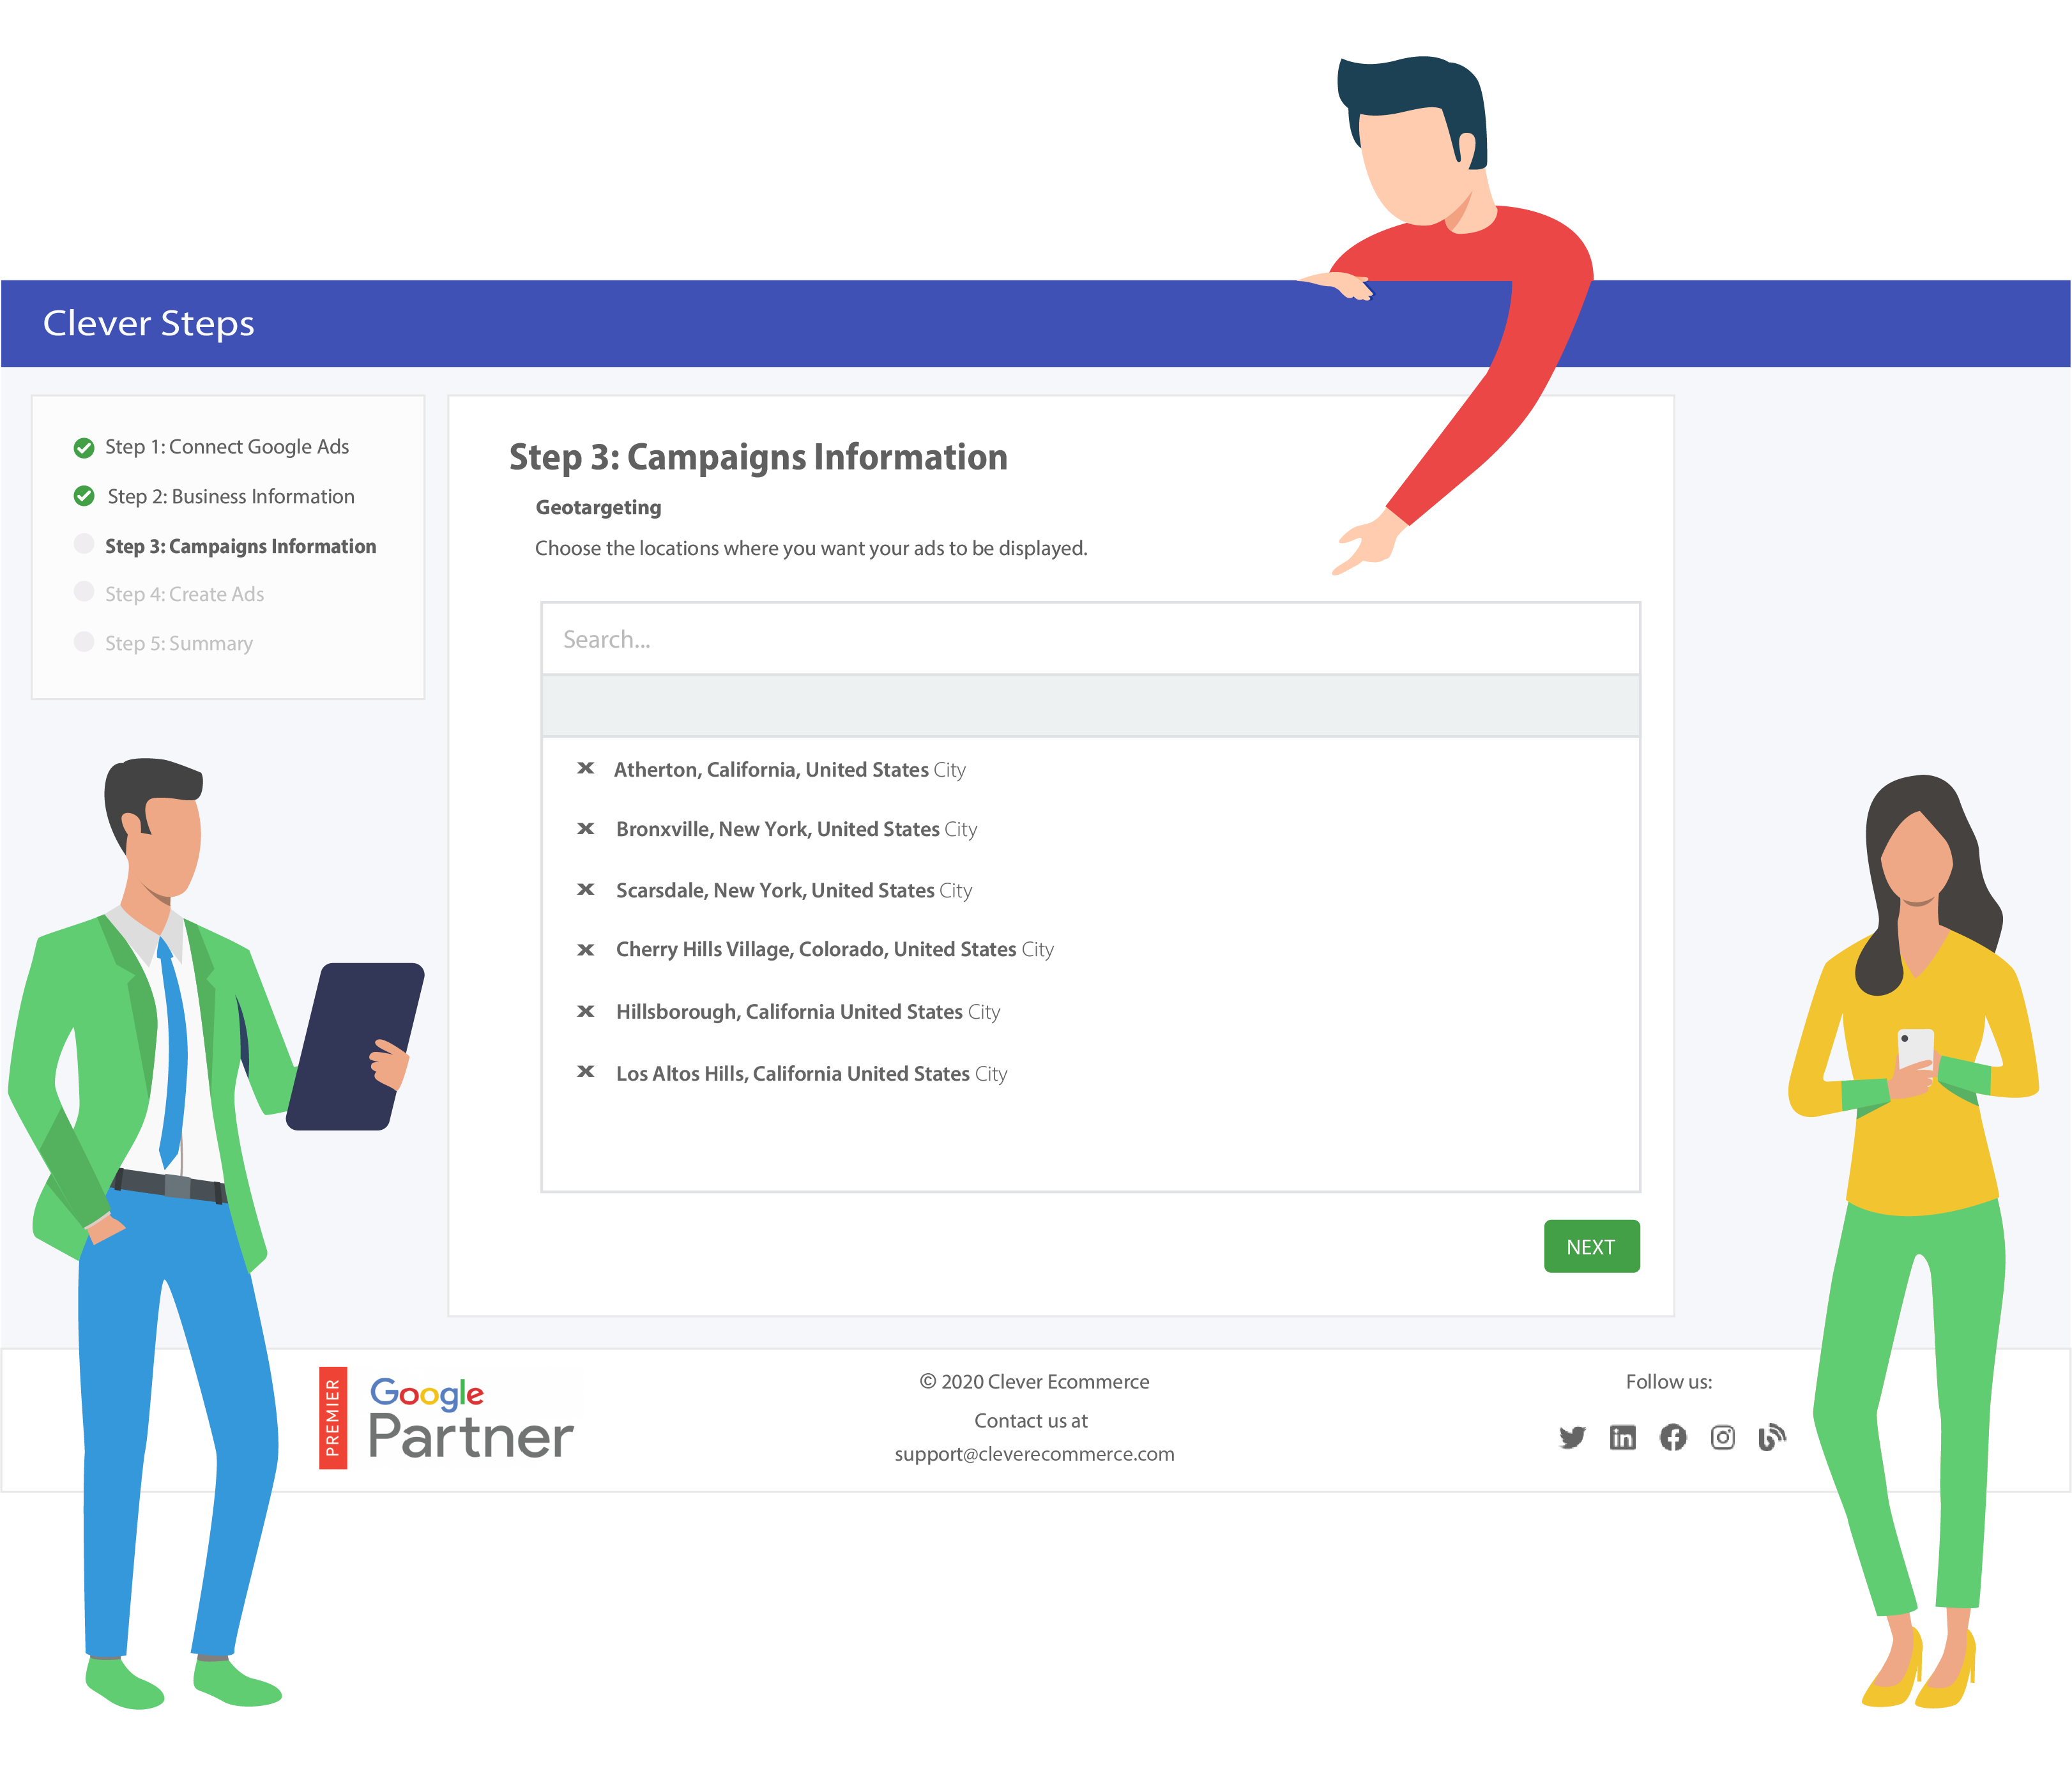 Clever Steps
Step 1: Connect Google Ads
Step 2: Business Information
Step 3: Campaigns Information
Step 4: Create Ads
Step 5: Summary
Step 3: Campaigns Information
Geotargeting
Choose the locations where you want your ads to be displayed.
Search...
Atherton, California, United States City
Bronxville, New York, United States City
Scarsdale, New York, United States City
Cherry Hills Village, Colorado, United States City
Hillsborough, California United States City
Los Altos Hills, California United States City
NEXT
PREMIER
Google
Partner
© 2020 Clever Ecommerce
Contact us at
support@cleverecommerce.com
Follow us: